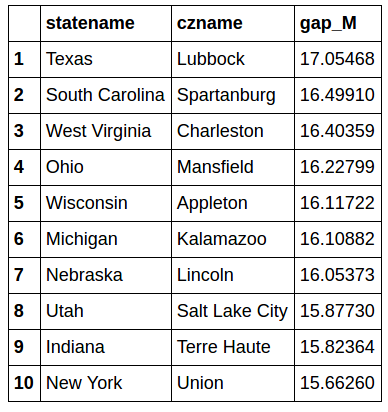 statename czname gap_M
1 Texas Lubbock 17.05468
2 South Carolina Spartanburg 16.49910
3 West Virginia Charleston 16.40359
4 Ohio Mansfield 16.22799
5 Wisconsin Appleton 16.11722
6 Michigan Kalamazoo 16.10882
7 Nebraska Lincoln 16.05373
8 Utah Salt Lake City 15.87730
9 Indiana Terre Haute 15.82364
10 New York Union 15.66260